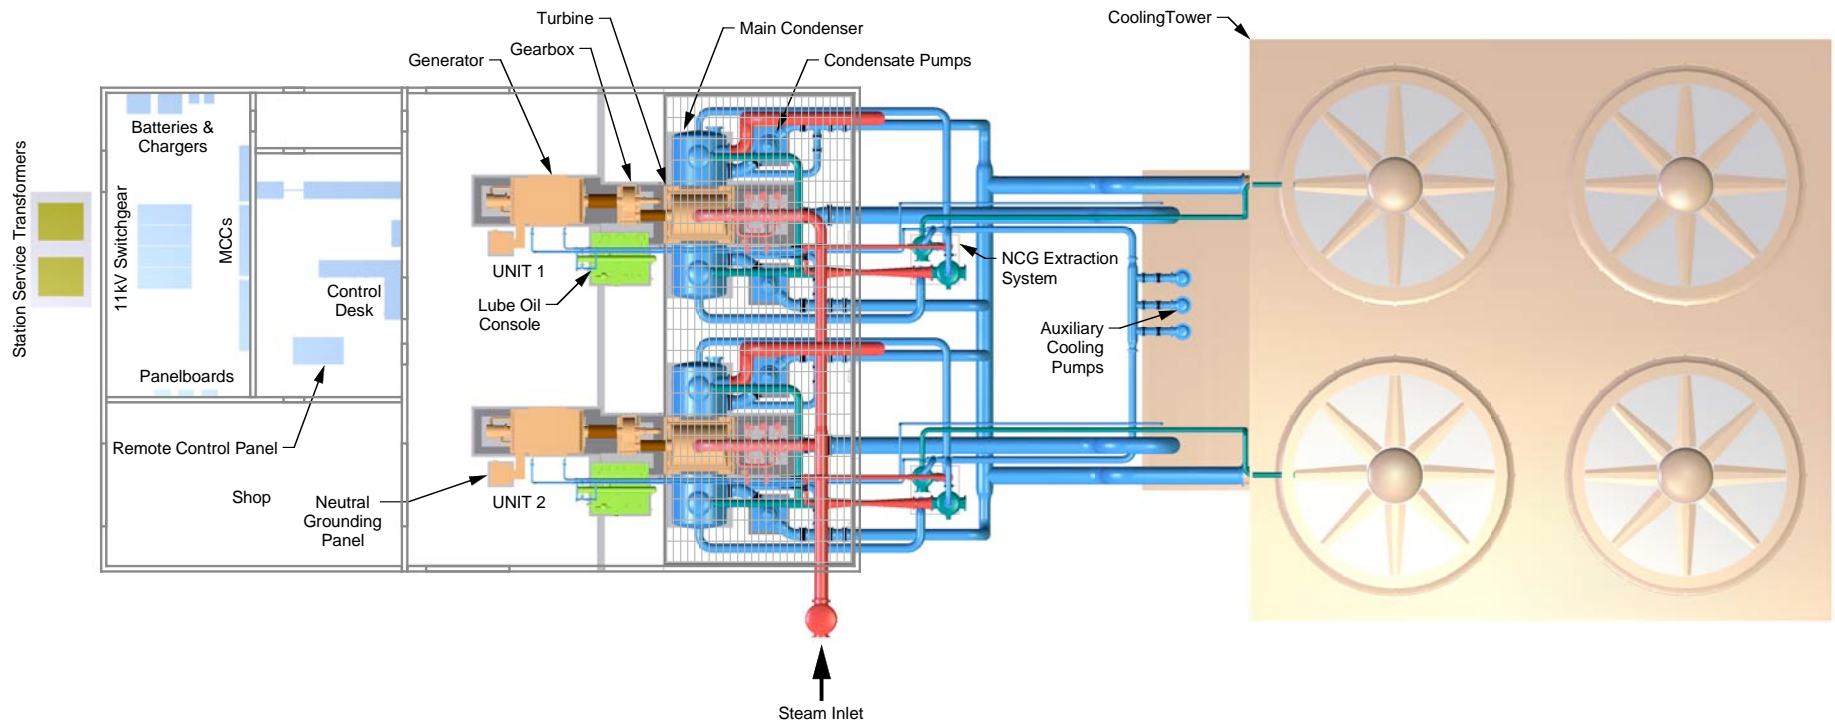 Turbine
Gearbox
Generator
Main Condenser
Condensate Pumps
CoolingTower
Batteries &
Chargers
Station Service Transformers
11kV Switchgear
MCCs
Control
Desk
Panelboards
Remote Control Panel
Shop
UNIT 1
Lube Oil
Console
NCG Extraction
System
Auxiliary
Cooling
Pumps
Neutral
Grounding
Panel
UNIT 2
Steam Inlet